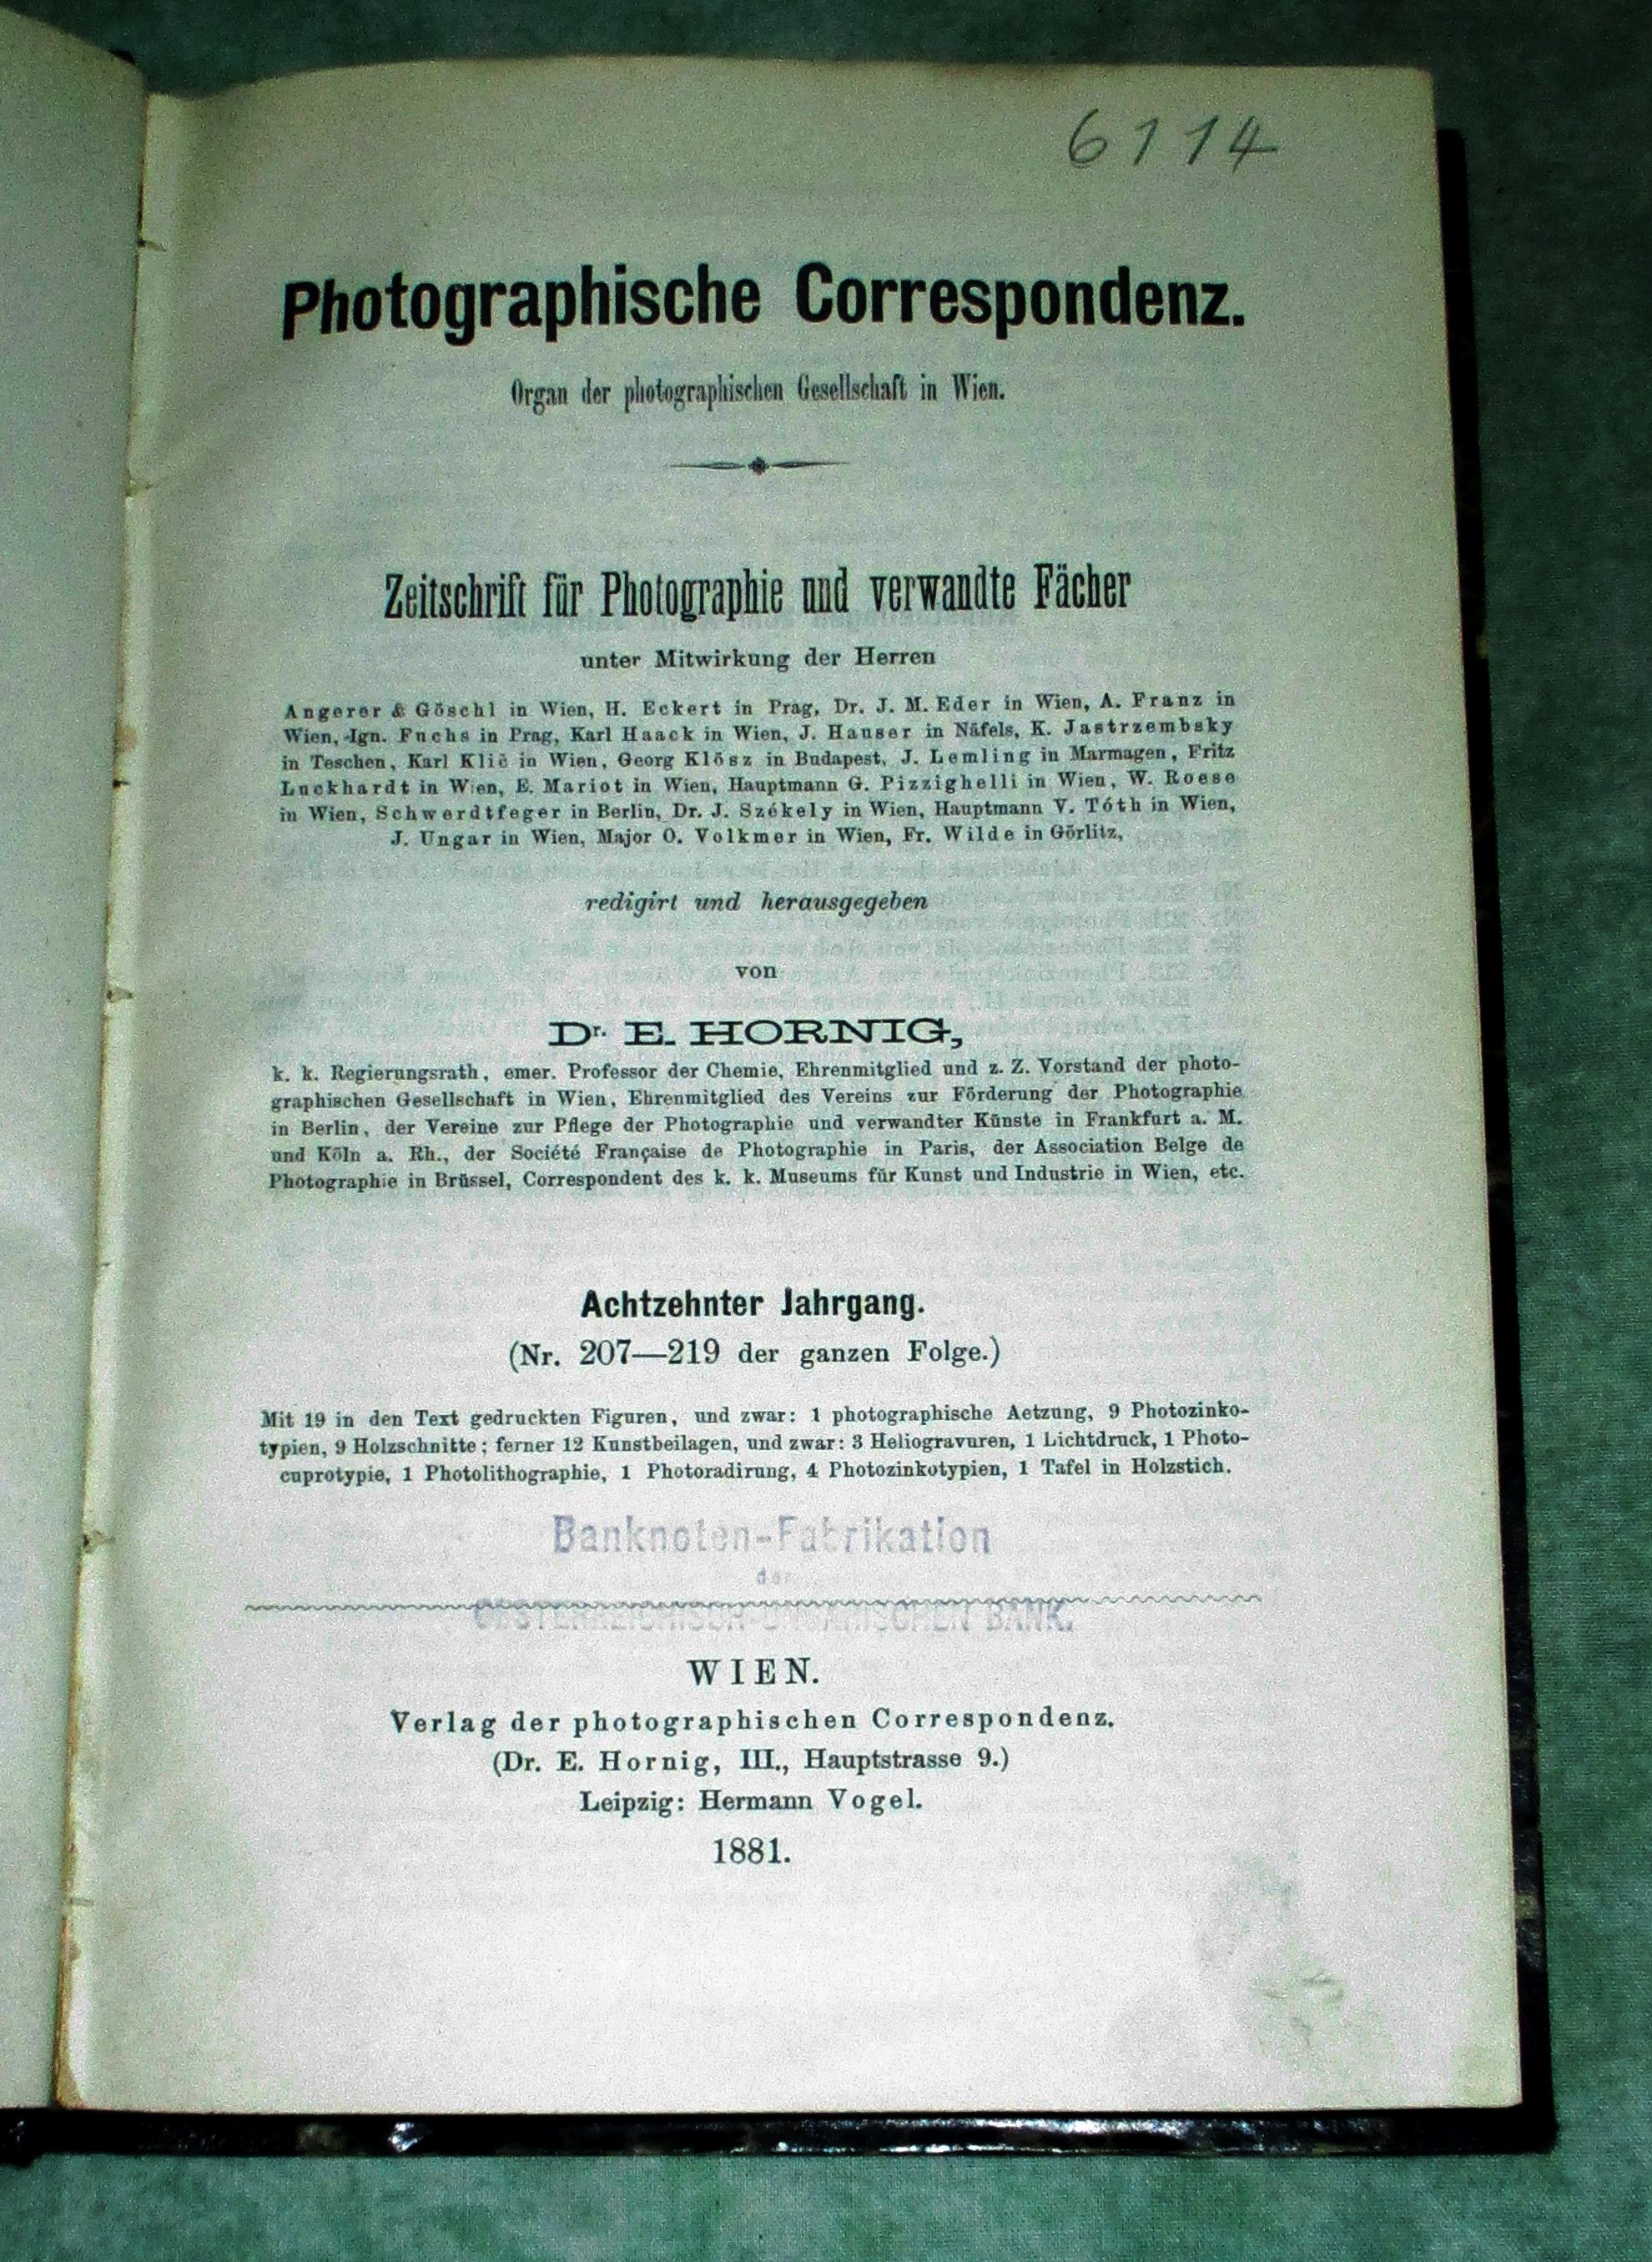 6114
Photographische Correspondenz.
Organ der photographischen Gesellschaft in Wien.
Zeitschrift für Photographie und verwandte Fächer
unter Mitwirkung der Herren
Angerer & Göschl in Wien, H. Eckert in Prag, Dr. J. M. Eder in Wien, A. Franz in
Wien, Ign. Fuchs in Prag, Karl Haack in Wien, J. Hauser in Näfels, K. Jastrzembsky
in Teschen, Karl Klič in Wien, Georg Klösz in Budapest, J. Lemling in Marmagen, Fritz
Luckhardt in Wien, E. Mariot in Wien, Hauptmann G. Pizzighelli in Wien, W. Roese
in Wien, Schwerdtfeger in Berlin, Dr. J. Székely in Wien, Hauptmann V. Tóth in Wien,
J. Ungar in Wien, Major O. Volkmer in Wien, Fr. Wilde in Görlitz,
redigirt und herausgegeben
von
Dr. E. HORNIG,
k. k. Regierungsrath, emer. Professor der Chemie, Ehrenmitglied und z. Z. Vorstand der photo-
graphischen Gesellschaft in Wien, Ehrenmitglied des Vereins zur Förderung der Photographie
in Berlin, der Vereine zur Pflege der Photographie und verwandter Künste in Frankfurt a. M.
und Köln a. Rh., der Société Française de Photographie in Paris, der Association Belge de
Photographie in Brüssel, Correspondent des k. k. Museums für Kunst und Industrie in Wien, etc.
Achtzehnter Jahrgang.
(Nr. 207—219 der ganzen Folge.)
Mit 19 in den Text gedruckten Figuren, und zwar: 1 photographische Aetzung, 9 Photozinko-
typien, 9 Holzschnitte; ferner 12 Kunstbeilagen, und zwar: 3 Heliogravuren, 1 Lichtdruck, 1 Photo-
cuprotypie, 1 Photolithographie, 1 Photoradirung, 4 Photozinkotypien, 1 Tafel in Holzstich.
Banknoten-Fabrikation
der
OESTERREICHISCH-UNGARISCHEN BANK.
WIEN.
Verlag der photographischen Correspondenz.
(Dr. E. Hornig, III., Hauptstrasse 9.)
Leipzig: Hermann Vogel.
1881.